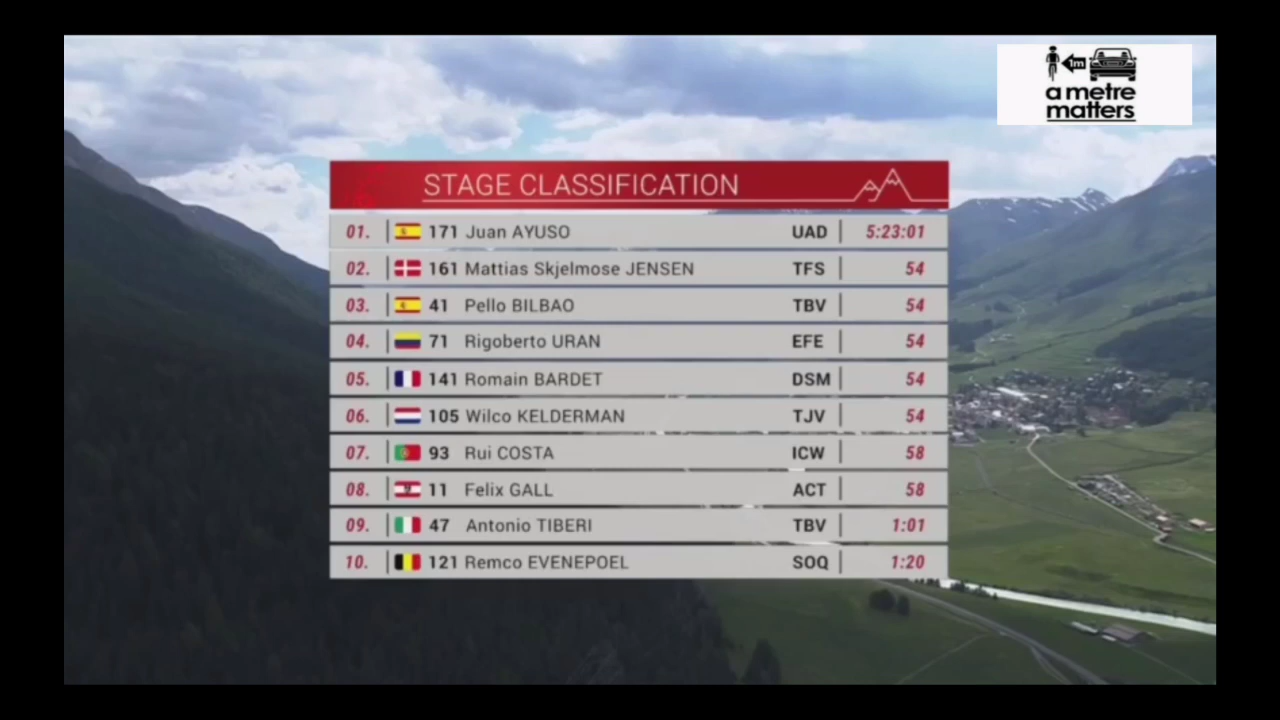 1m
a metre
matters
STAGE CLASSIFICATION
01. 171 Juan AYUSO UAD 5:23:01
02. 161 Mattias Skjelmose JENSEN TFS 54
03. 41 Pello BILBAO TBV 54
04. 71 Rigoberto URAN EFE 54
05. 141 Romain BARDET DSM 54
06. 105 Wilco KELDERMAN TJV 54
07. 93 Rui COSTA ICW 58
08. 11 Felix GALL ACT 58
09. 47 Antonio TIBERI TBV 1:01
10. 121 Remco EVENEPOEL SOQ 1:20